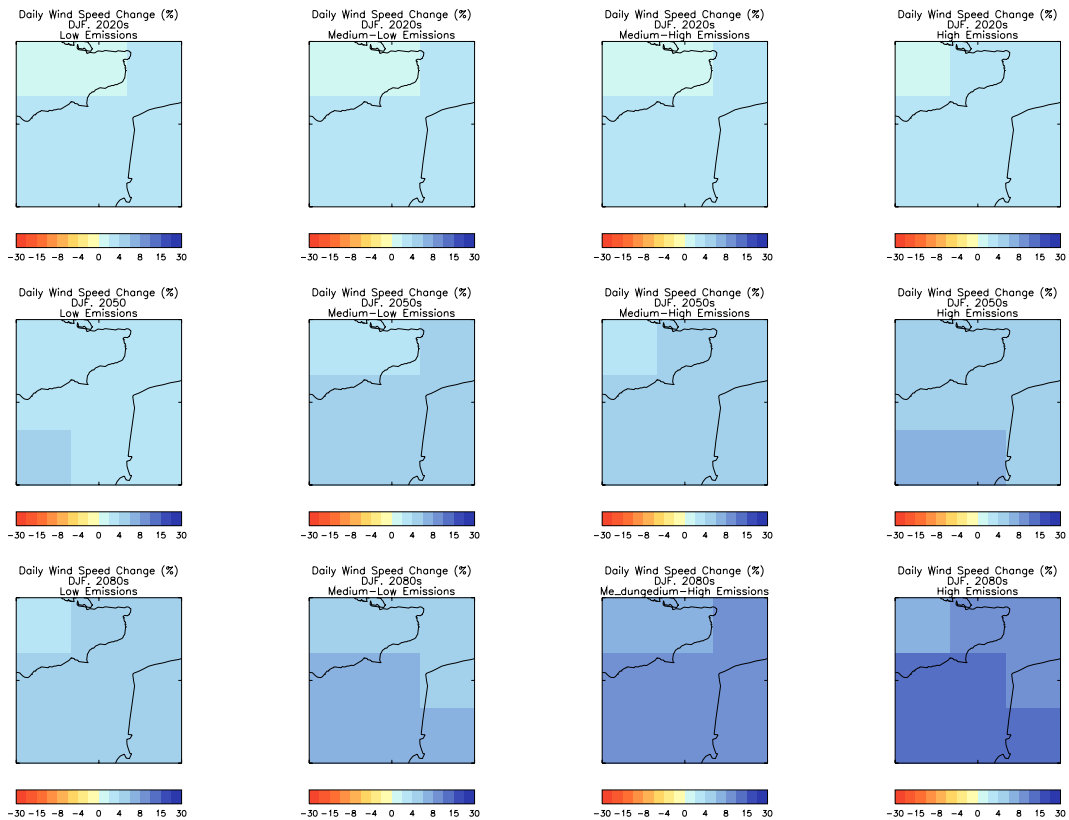 Daily Wind Speed Change (%)
DJF. 2020s
Low Emissions
-30 -15 -8 -4 0 4 8 15 30
Daily Wind Speed Change (%)
DJF. 2020s
Medium-Low Emissions
-30 -15 -8 -4 0 4 8 15 30
Daily Wind Speed Change (%)
DJF. 2020s
Medium-High Emissions
-30 -15 -8 -4 0 4 8 15 30
Daily Wind Speed Change (%)
DJF. 2020s
High Emissions
-30 -15 -8 -4 0 4 8 15 30
Daily Wind Speed Change (%)
DJF. 2050
Low Emissions
-30 -15 -8 -4 0 4 8 15 30
Daily Wind Speed Change (%)
DJF. 2050s
Medium-Low Emissions
-30 -15 -8 -4 0 4 8 15 30
Daily Wind Speed Change (%)
DJF. 2050s
Medium-High Emissions
-30 -15 -8 -4 0 4 8 15 30
Daily Wind Speed Change (%)
DJF. 2050s
High Emissions
-30 -15 -8 -4 0 4 8 15 30
Daily Wind Speed Change (%)
DJF. 2080s
Low Emissions
-30 -15 -8 -4 0 4 8 15 30
Daily Wind Speed Change (%)
DJF. 2080s
Medium-Low Emissions
-30 -15 -8 -4 0 4 8 15 30
Daily Wind Speed Change (%)
DJF. 2080s
Me_dungedium-High Emissions
-30 -15 -8 -4 0 4 8 15 30
Daily Wind Speed Change (%)
DJF. 2080s
High Emissions
-30 -15 -8 -4 0 4 8 15 30